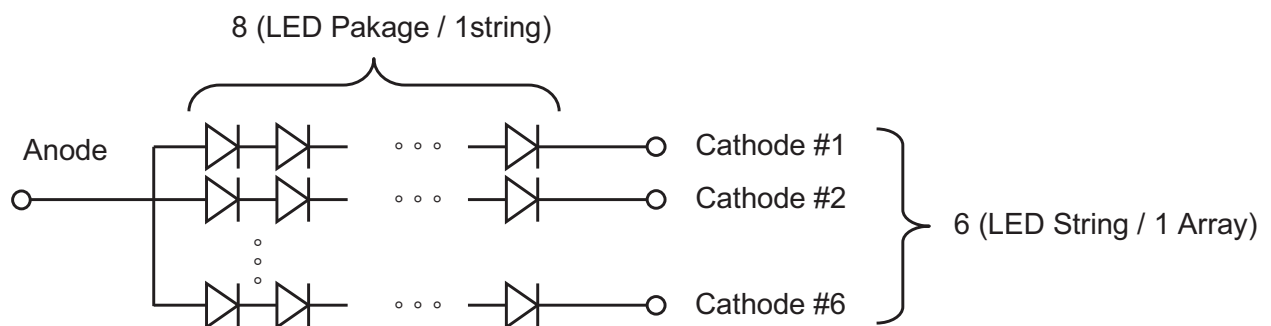 8 (LED Pakage / 1string)
Anode
Cathode #1
Cathode #2
6 (LED String / 1 Array)
Cathode #6